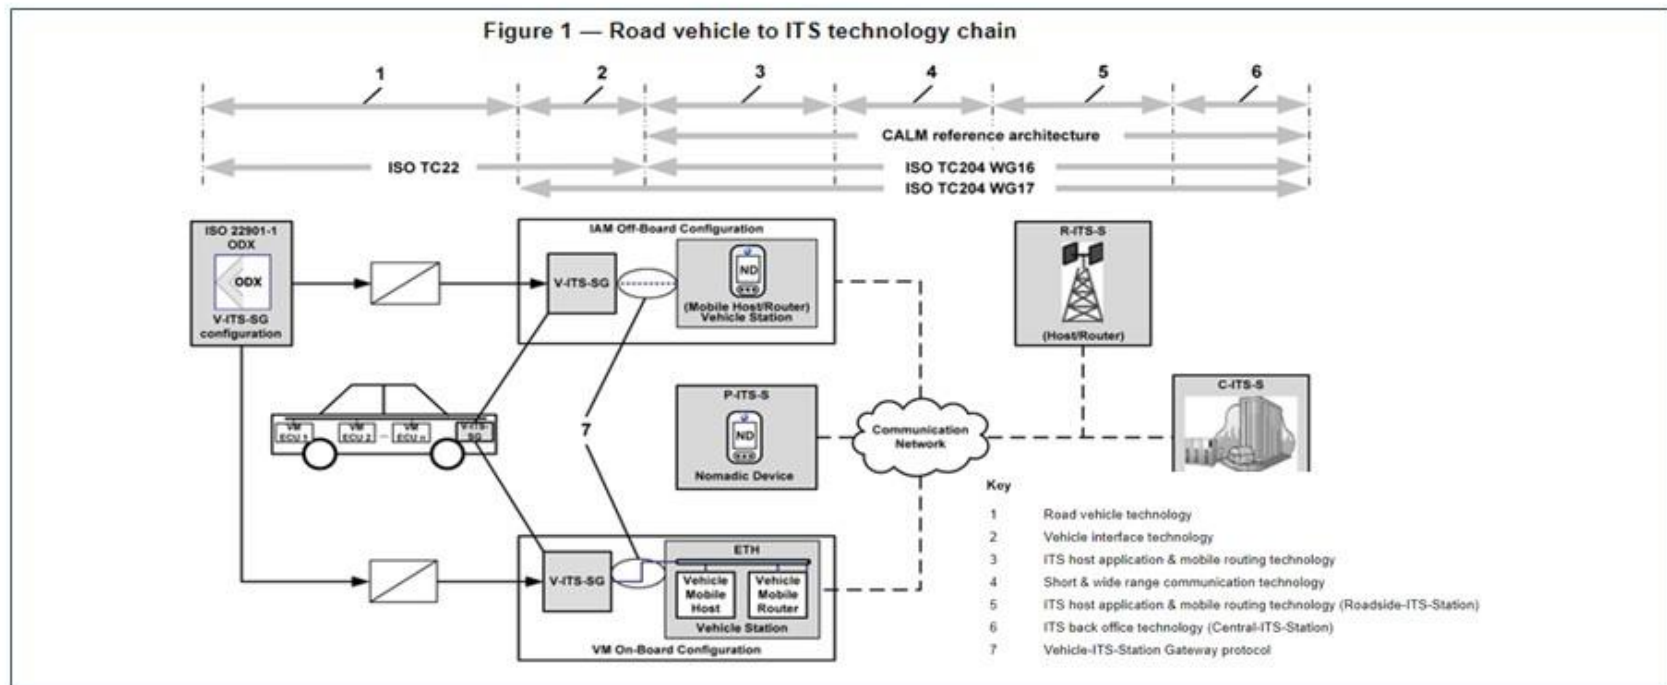 Figure 1 — Road vehicle to ITS technology chain
1
2
3
4
5
6
CALM reference architecture
ISO TC22
ISO TC204 WG16
ISO TC204 WG17
ISO 22901-1
ODX
ODX
V-ITS-SG
configuration
IAM Off-Board Configuration
V-ITS-SG
ND
(Mobile Host/Router)
Vehicle Station
R-ITS-S
(Host/Router)
VM
ECU 1
VM
ECU 2
...
VM
ECU n
V-ITS-
SG
7
P-ITS-S
ND
Nomadic Device
Communication
Network
C-ITS-S
V-ITS-SG
ETH
Vehicle
Mobile
Host
Vehicle
Mobile
Router
Vehicle Station
VM On-Board Configuration
Key
1 Road vehicle technology
2 Vehicle interface technology
3 ITS host application & mobile routing technology
4 Short & wide range communication technology
5 ITS host application & mobile routing technology (Roadside-ITS-Station)
6 ITS back office technology (Central-ITS-Station)
7 Vehicle-ITS-Station Gateway protocol